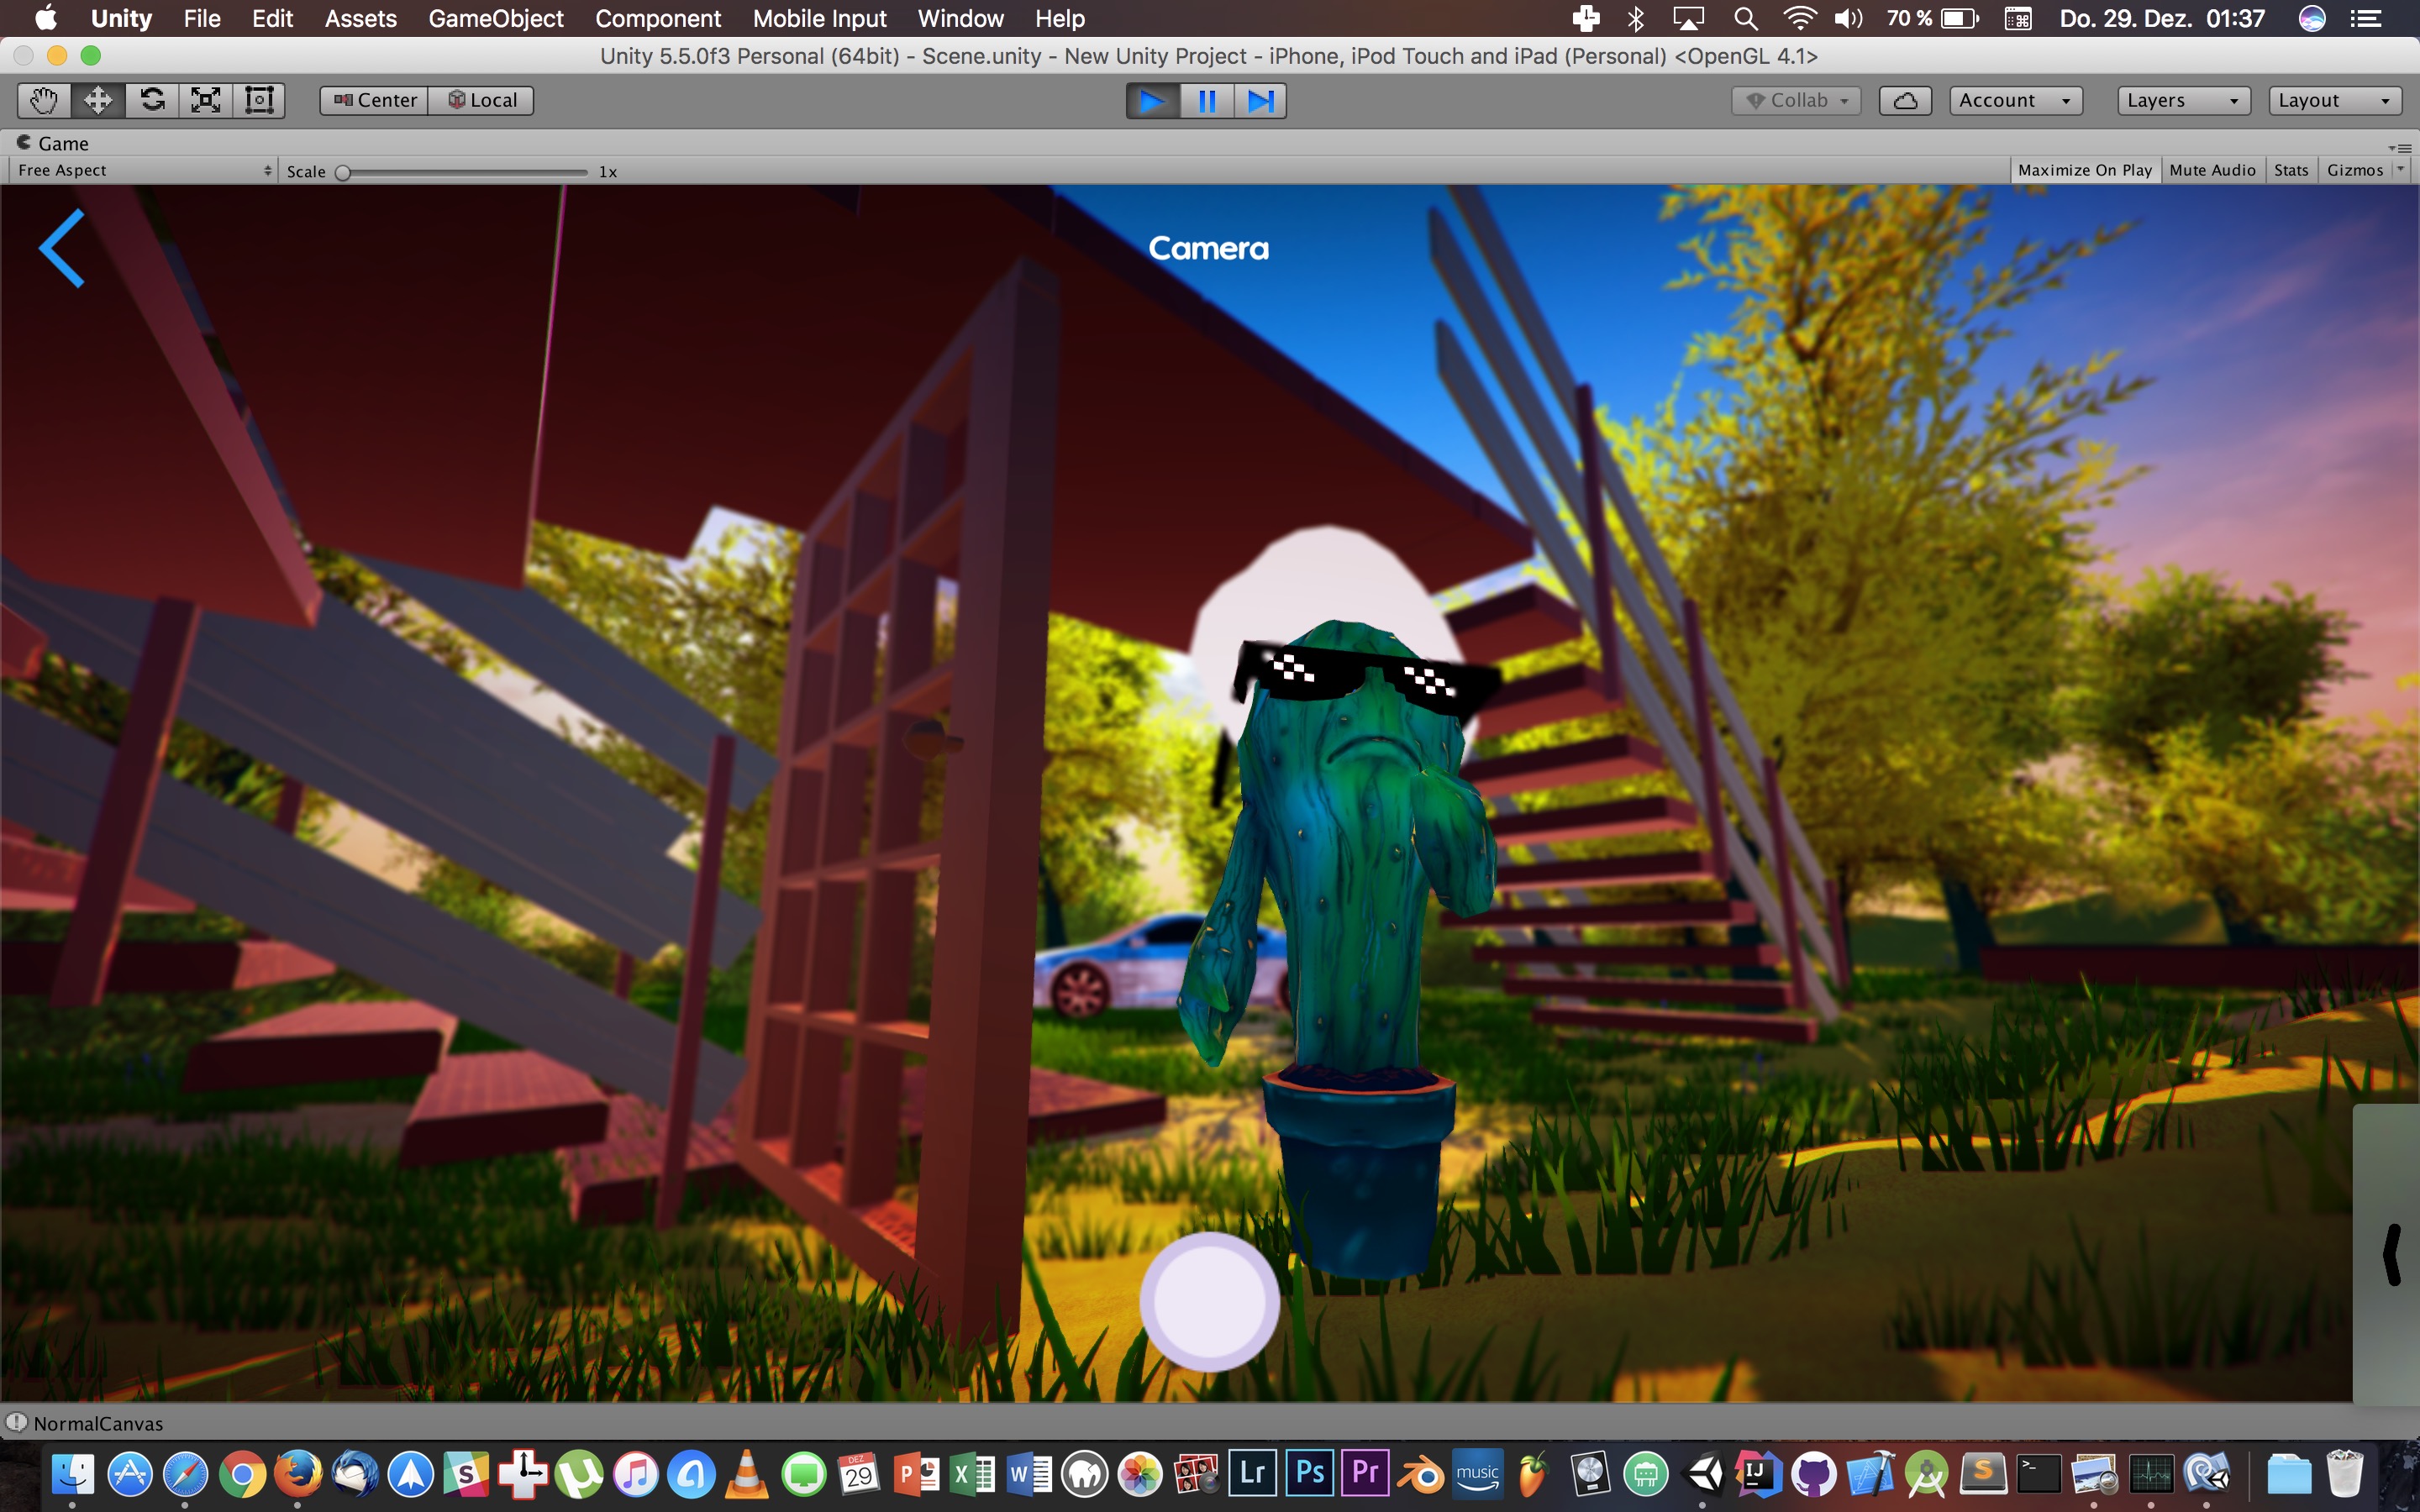 Unity File Edit Assets GameObject Component Mobile Input Window Help 70 % Do. 29. Dez. 01:37
Unity 5.5.0f3 Personal (64bit) - Scene.unity - New Unity Project - iPhone, iPod Touch and iPad (Personal) <OpenGL 4.1>
Center Local Collab Account Layers Layout
Game
Free Aspect Scale 1x Maximize On Play Mute Audio Stats Gizmos
Camera
NormalCanvas
S DEZ 29 P X W Lr Ps Pr music IJ S >_